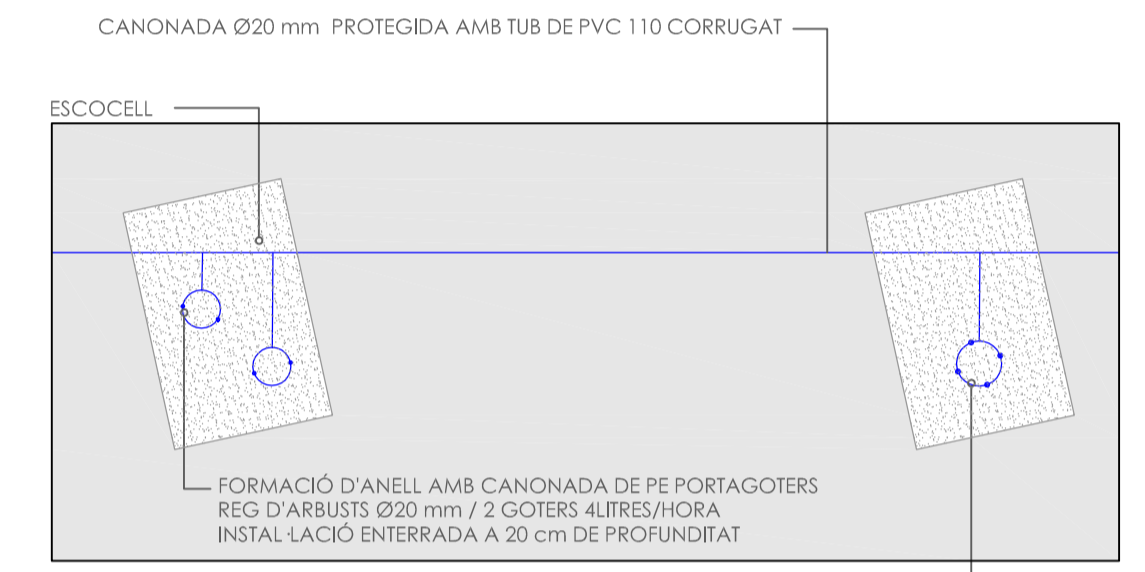 CANONADA Ø20 mm PROTEGIDA AMB TUB DE PVC 110 CORRUGAT
ESCOCELL
FORMACIÓ D'ANELL AMB CANONADA DE PE PORTAGOTERS
REG D'ARBUSTS Ø20 mm / 2 GOTERS 4LITRES/HORA
INSTAL·LACIÓ ENTERRADA A 20 cm DE PROFUNDITAT